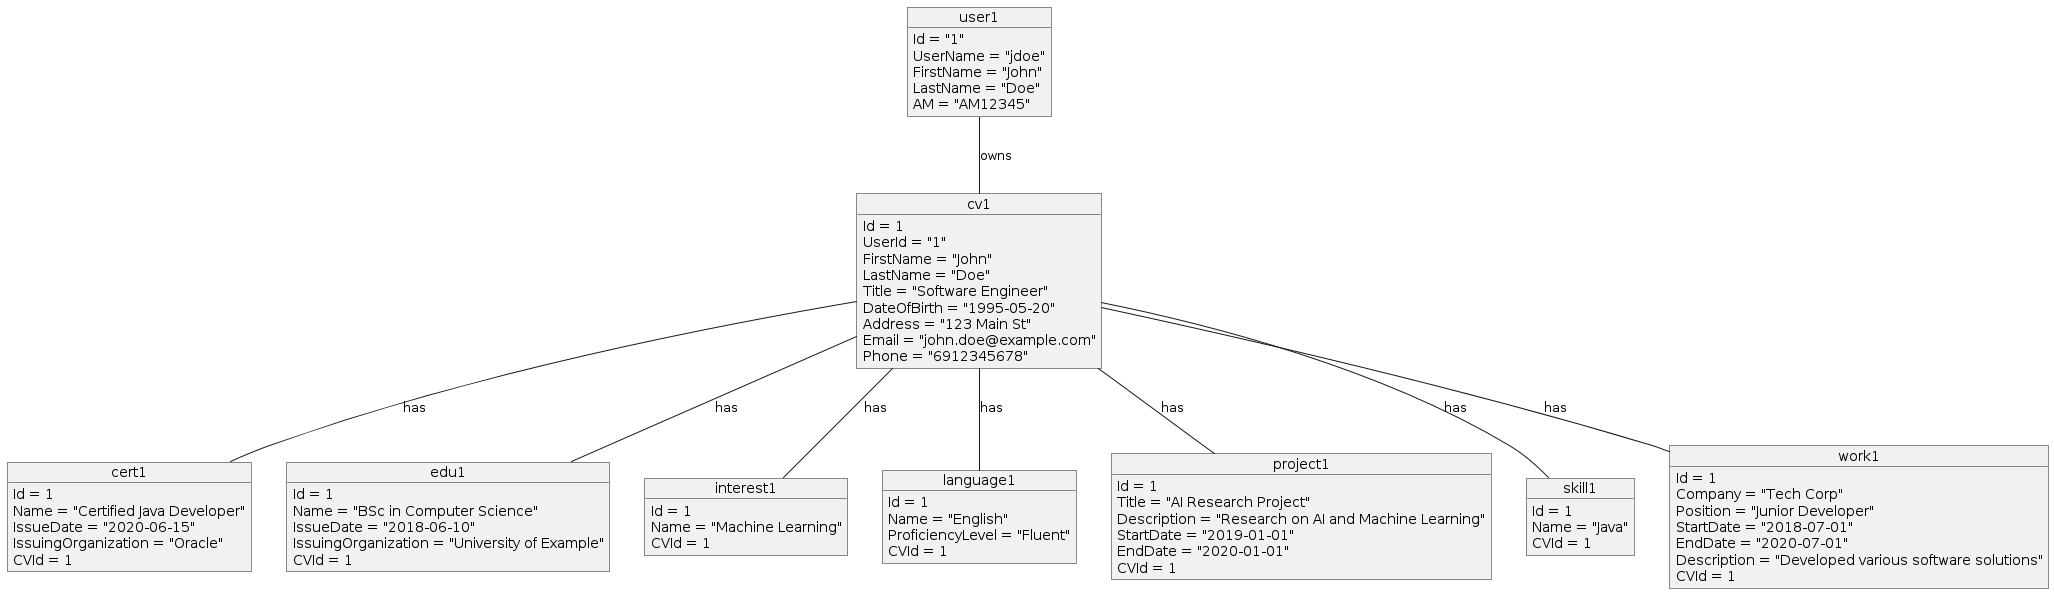 user1
Id = "1"
UserName = "jdoe"
FirstName = "John"
LastName = "Doe"
AM = "AM12345"
owns
cv1
Id = 1
UserId = "1"
FirstName = "John"
LastName = "Doe"
Title = "Software Engineer"
DateOfBirth = "1995-05-20"
Address = "123 Main St"
Email = "john.doe@example.com"
Phone = "6912345678"
has
has
has
has
has
has
has
cert1
Id = 1
Name = "Certified Java Developer"
IssueDate = "2020-06-15"
IssuingOrganization = "Oracle"
CVId = 1
edu1
Id = 1
Name = "BSc in Computer Science"
IssueDate = "2018-06-10"
IssuingOrganization = "University of Example"
CVId = 1
interest1
Id = 1
Name = "Machine Learning"
CVId = 1
language1
Id = 1
Name = "English"
ProficiencyLevel = "Fluent"
CVId = 1
project1
Id = 1
Title = "AI Research Project"
Description = "Research on AI and Machine Learning"
StartDate = "2019-01-01"
EndDate = "2020-01-01"
CVId = 1
skill1
Id = 1
Name = "Java"
CVId = 1
work1
Id = 1
Company = "Tech Corp"
Position = "Junior Developer"
StartDate = "2018-07-01"
EndDate = "2020-07-01"
Description = "Developed various software solutions"
CVId = 1